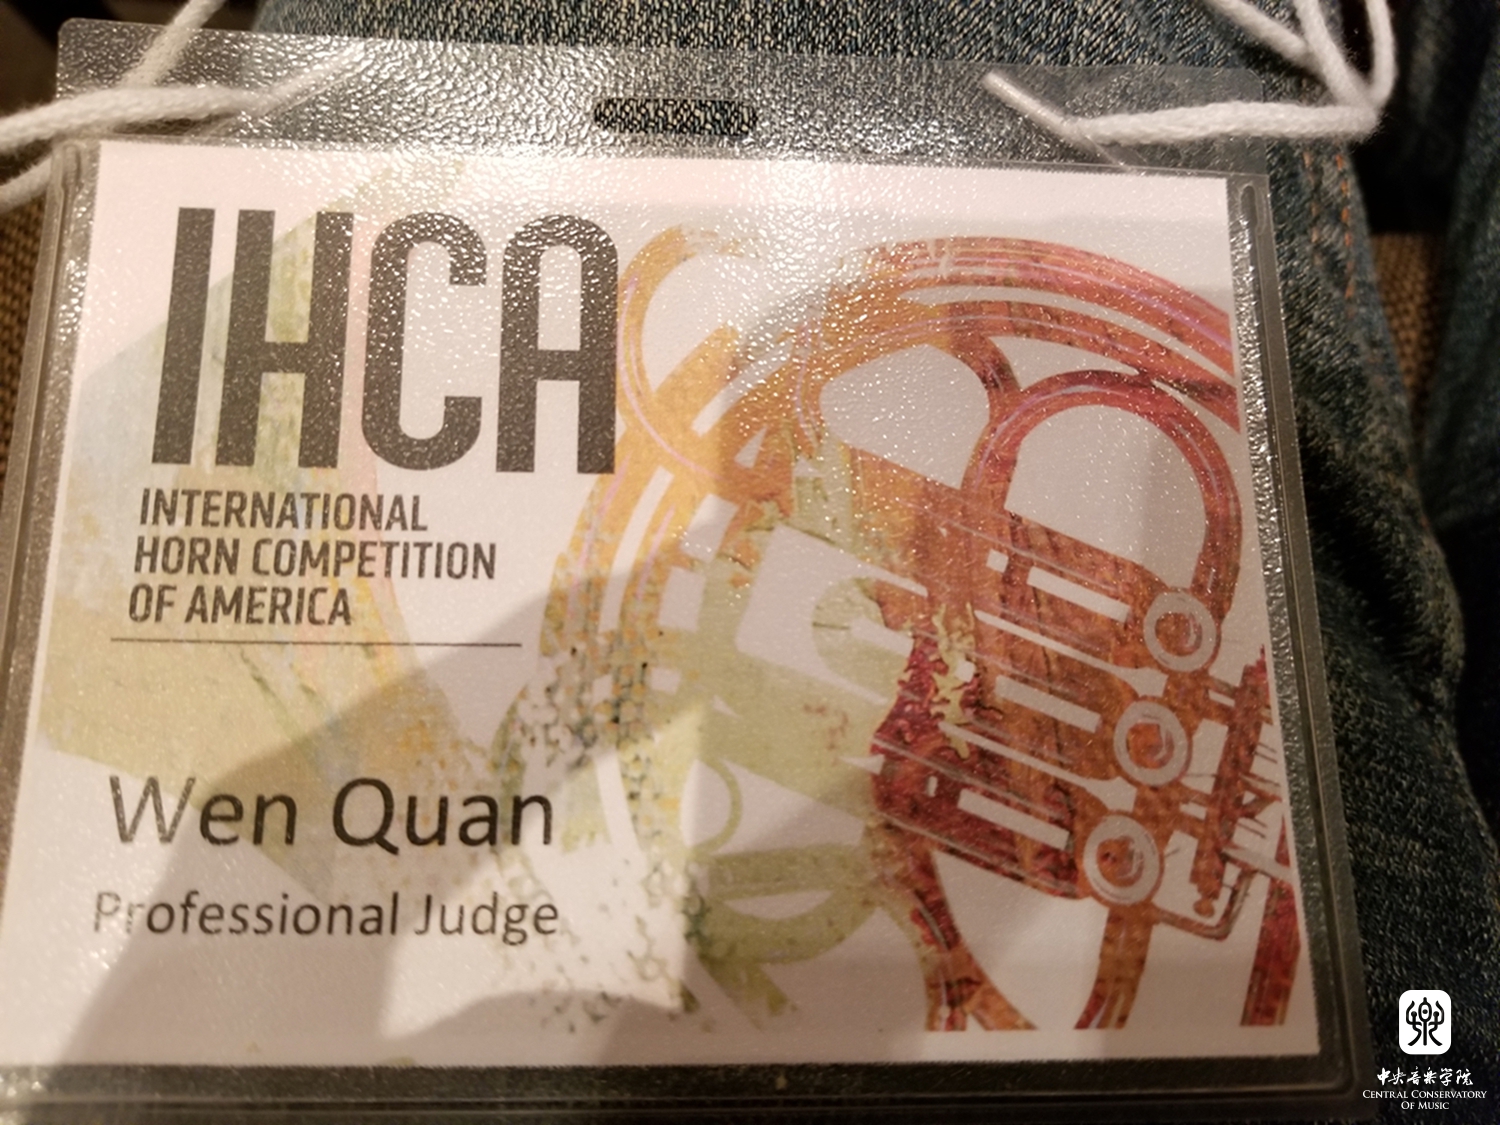 IHCA
INTERNATIONAL
HORN COMPETITION
OF AMERICA
Wen Quan
Professional Judge
中央音乐学院
CENTRAL CONSERVATORY
OF MUSIC